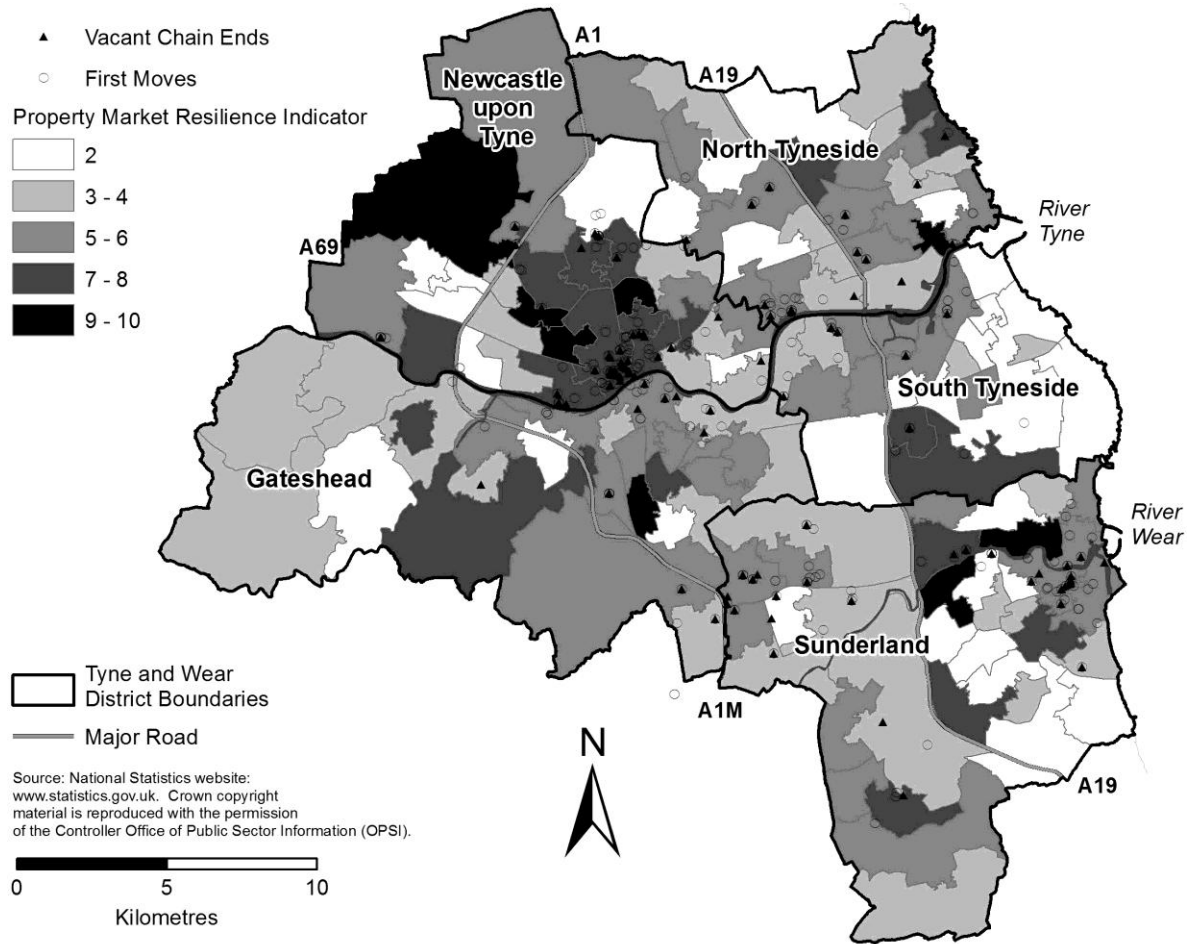 Vacant Chain Ends
First Moves
Property Market Resilience Indicator
2
3 - 4
5 - 6
7 - 8
9 - 10
A1
A19
Newcastle
upon
Tyne
North Tyneside
River
Tyne
A69
South Tyneside
Gateshead
River
Wear
Sunderland
A1M
A19
N
Tyne and Wear
District Boundaries
Major Road
Source: National Statistics website:
www.statistics.gov.uk. Crown copyright
material is reproduced with the permission
of the Controller Office of Public Sector Information (OPSI).
0 5 10
Kilometres